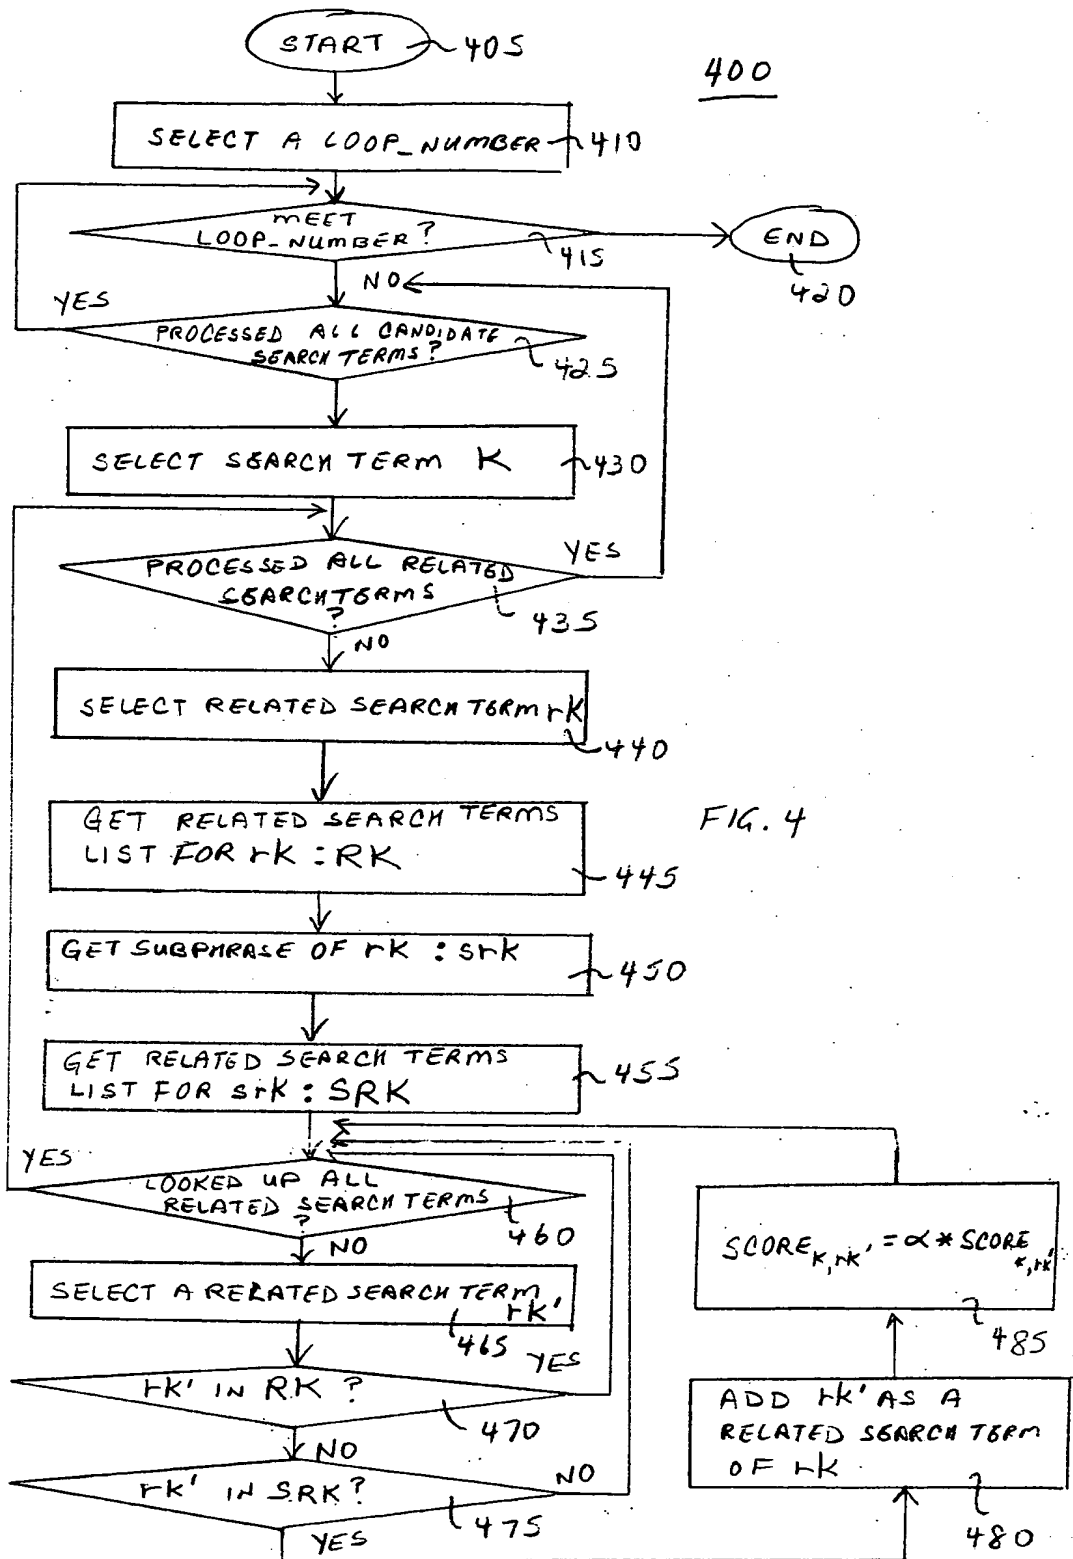 START 405
400
SELECT A LOOP_NUMBER 410
MEET
LOOP_NUMBER?
415
END
420
NO
YES
PROCESSED ALL CANDIDATE
SEARCH TERMS?
425
SELECT SEARCH TERM K 430
YES
PROCESSED ALL RELATED
SEARCH TERMS
?
435
NO
SELECT RELATED SEARCH TERM rK
440
GET RELATED SEARCH TERMS
LIST FOR rK : RK
445
FIG. 4
GET SUBPHRASE OF rK : srK
450
GET RELATED SEARCH TERMS
LIST FOR srK : SRK
455
YES
LOOKED UP ALL
RELATED SEARCH TERMS
?
460
NO
SELECT A RELATED SEARCH TERM
rK'
465
YES
rK' IN RK ?
470
NO
rK' IN SRK?
NO
475
YES
SCORE K,rK' = α * SCORE K,rK'
485
ADD rK' AS A
RELATED SEARCH TERM
OF rK
480